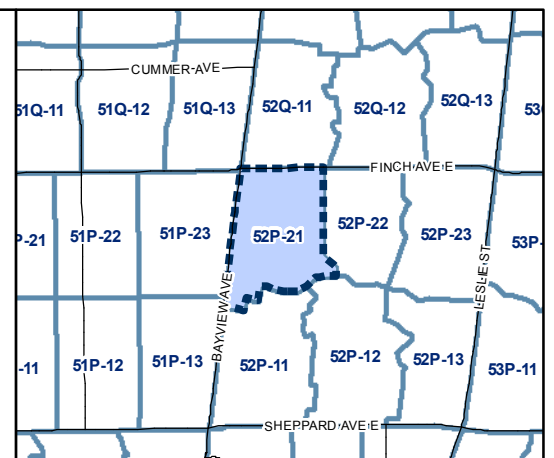 CUMMER AVE
51Q-11 51Q-12 51Q-13 52Q-11 52Q-12 52Q-13 53
FINCH AVE E
P-21 51P-22 51P-23 52P-21 52P-22 52P-23 53P-
BAYVIEW AVE
LESLIE ST
-11 51P-12 51P-13 52P-11 52P-12 52P-13 53P-11
SHEPPARD AVE E